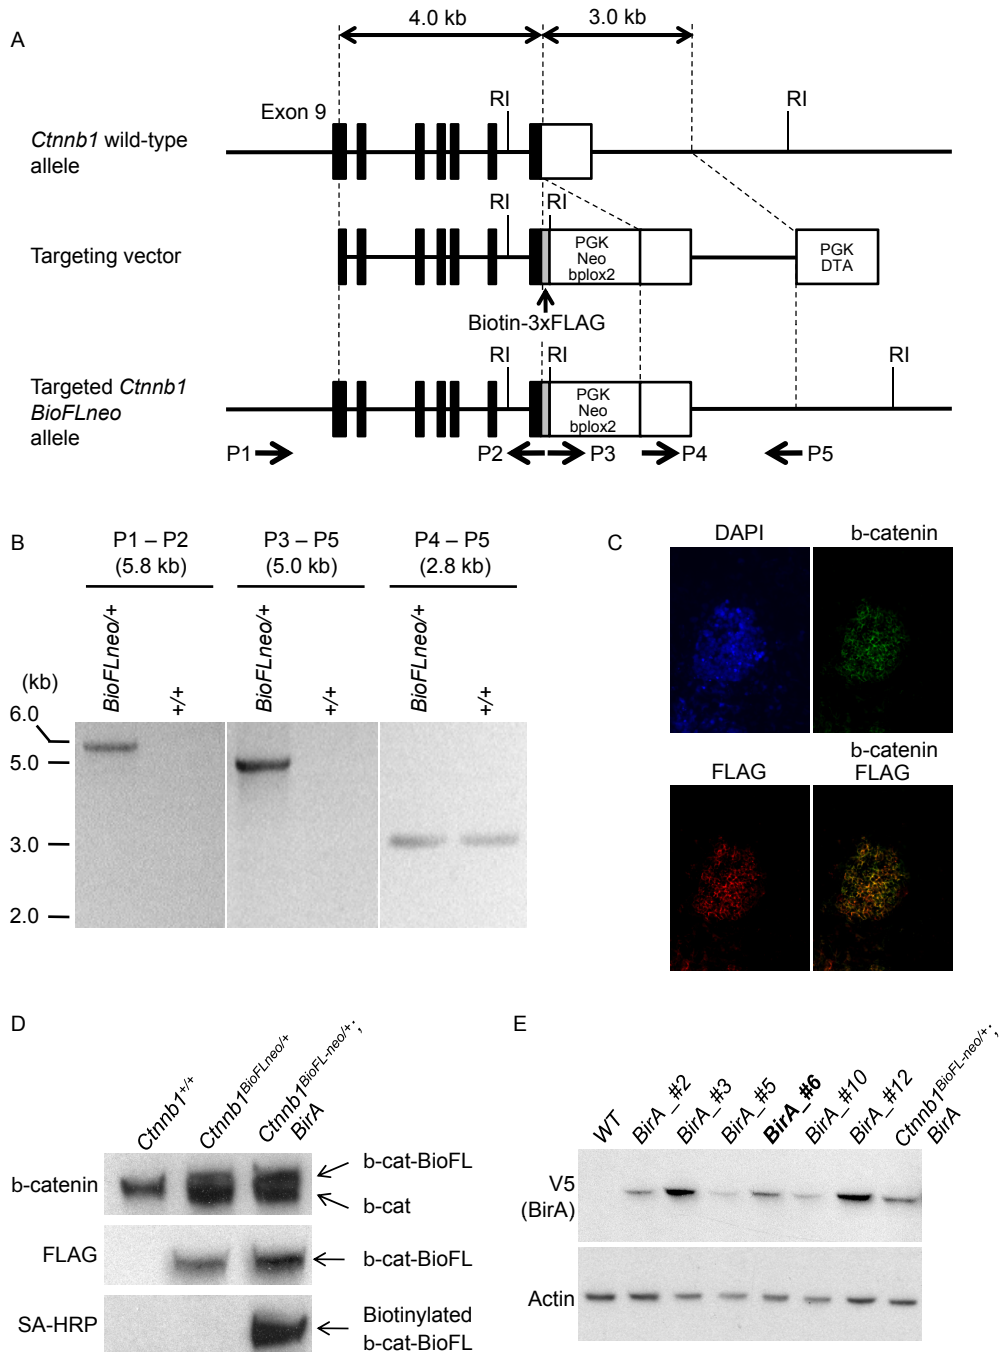 A
4.0 kb
3.0 kb
Exon 9
RI
RI
Ctnnb1 wild-type
allele
RI
RI
Targeting vector
PGK
Neo
bplox2
PGK
DTA
Biotin-3xFLAG
RI
RI
RI
Targeted Ctnnb1
BioFLneo
allele
PGK
Neo
bplox2
P1
P2
P3
P4
P5
B
P1 – P2
(5.8 kb)
P3 – P5
(5.0 kb)
P4 – P5
(2.8 kb)
BioFLneo/+
+/+
BioFLneo/+
+/+
BioFLneo/+
+/+
(kb)
6.0
5.0
3.0
2.0
C
DAPI
b-catenin
FLAG
b-catenin
FLAG
D
Ctnnb1+/+
Ctnnb1BioFLneo/+
Ctnnb1BioFL-neo/+;
BirA
b-catenin
b-cat-BioFL
b-cat
FLAG
b-cat-BioFL
SA-HRP
Biotinylated
b-cat-BioFL
E
WT
BirA_#2
BirA_#3
BirA_#5
BirA_#6
BirA_#10
BirA_#12
Ctnnb1BioFL-neo/+;
BirA
V5
(BirA)
Actin